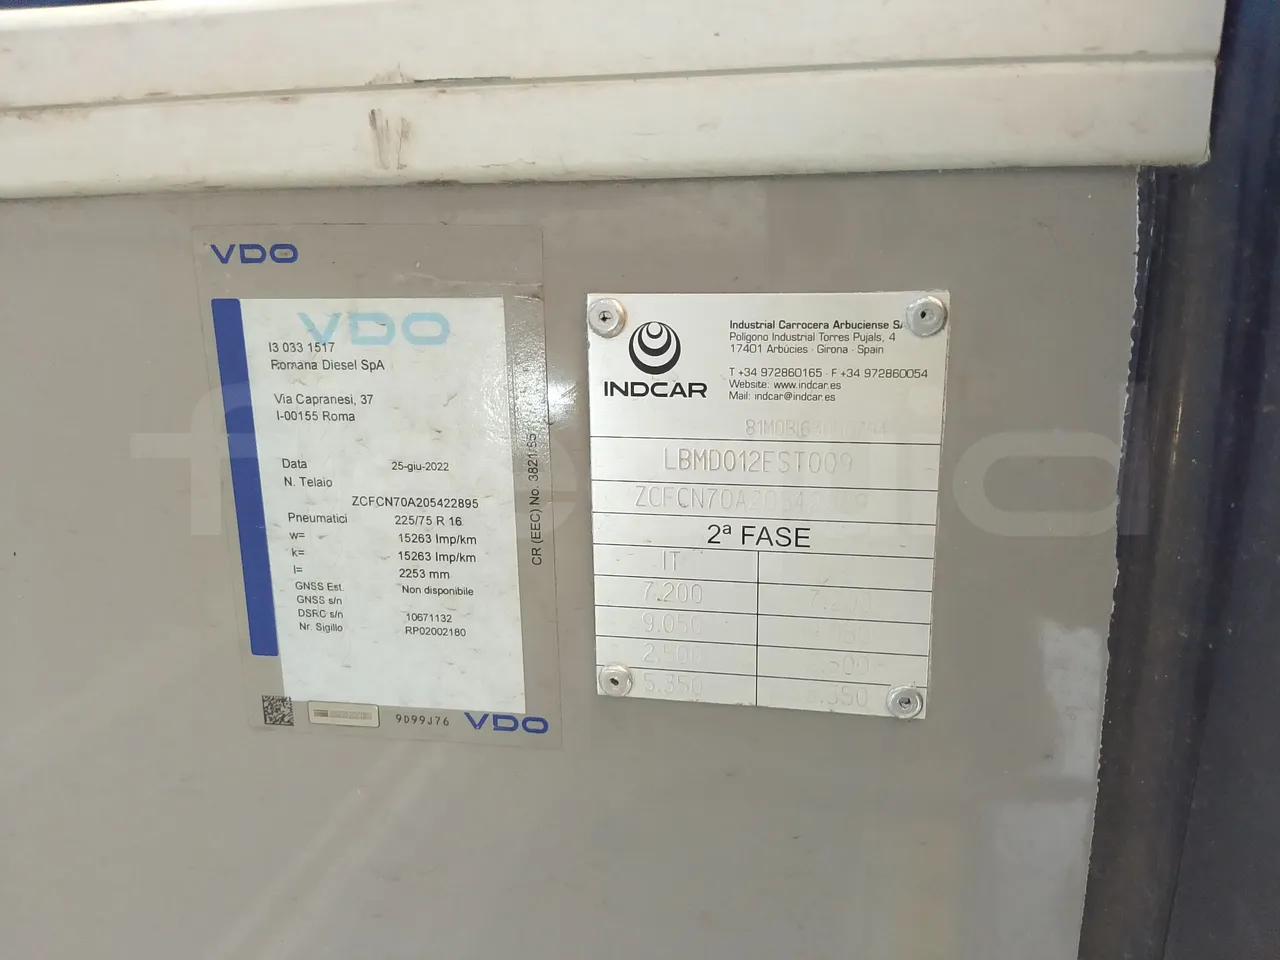 VDO
VDO
I3 033 1517
Romana Diesel SpA
Via Capranesi, 37
I-00155 Roma
Data 25-giu-2022
N. Telaio
ZCFCN70A205422895
Pneumatici 225/75 R 16
w= 15263 Imp/km
k= 15263 Imp/km
l= 2253 mm
GNSS Est. Non disponibile
GNSS s/n
DSRC s/n 10671132
Nr. Sigillo RP02002180
CR (EEC) No. 3821/85
9D99J76 VDO
INDCAR
Industrial Carrocera Arbuciense
Polígono Industrial Torres Pujals, 4
17401 Arbúcies · Girona · Spain
T +34 972860165 · F +34 972860054
Website: www.indcar.es
Mail: indcar@indcar.es
LBMD012EST009
2ª FASE
IT
7.200
9.050
2.500
5.350